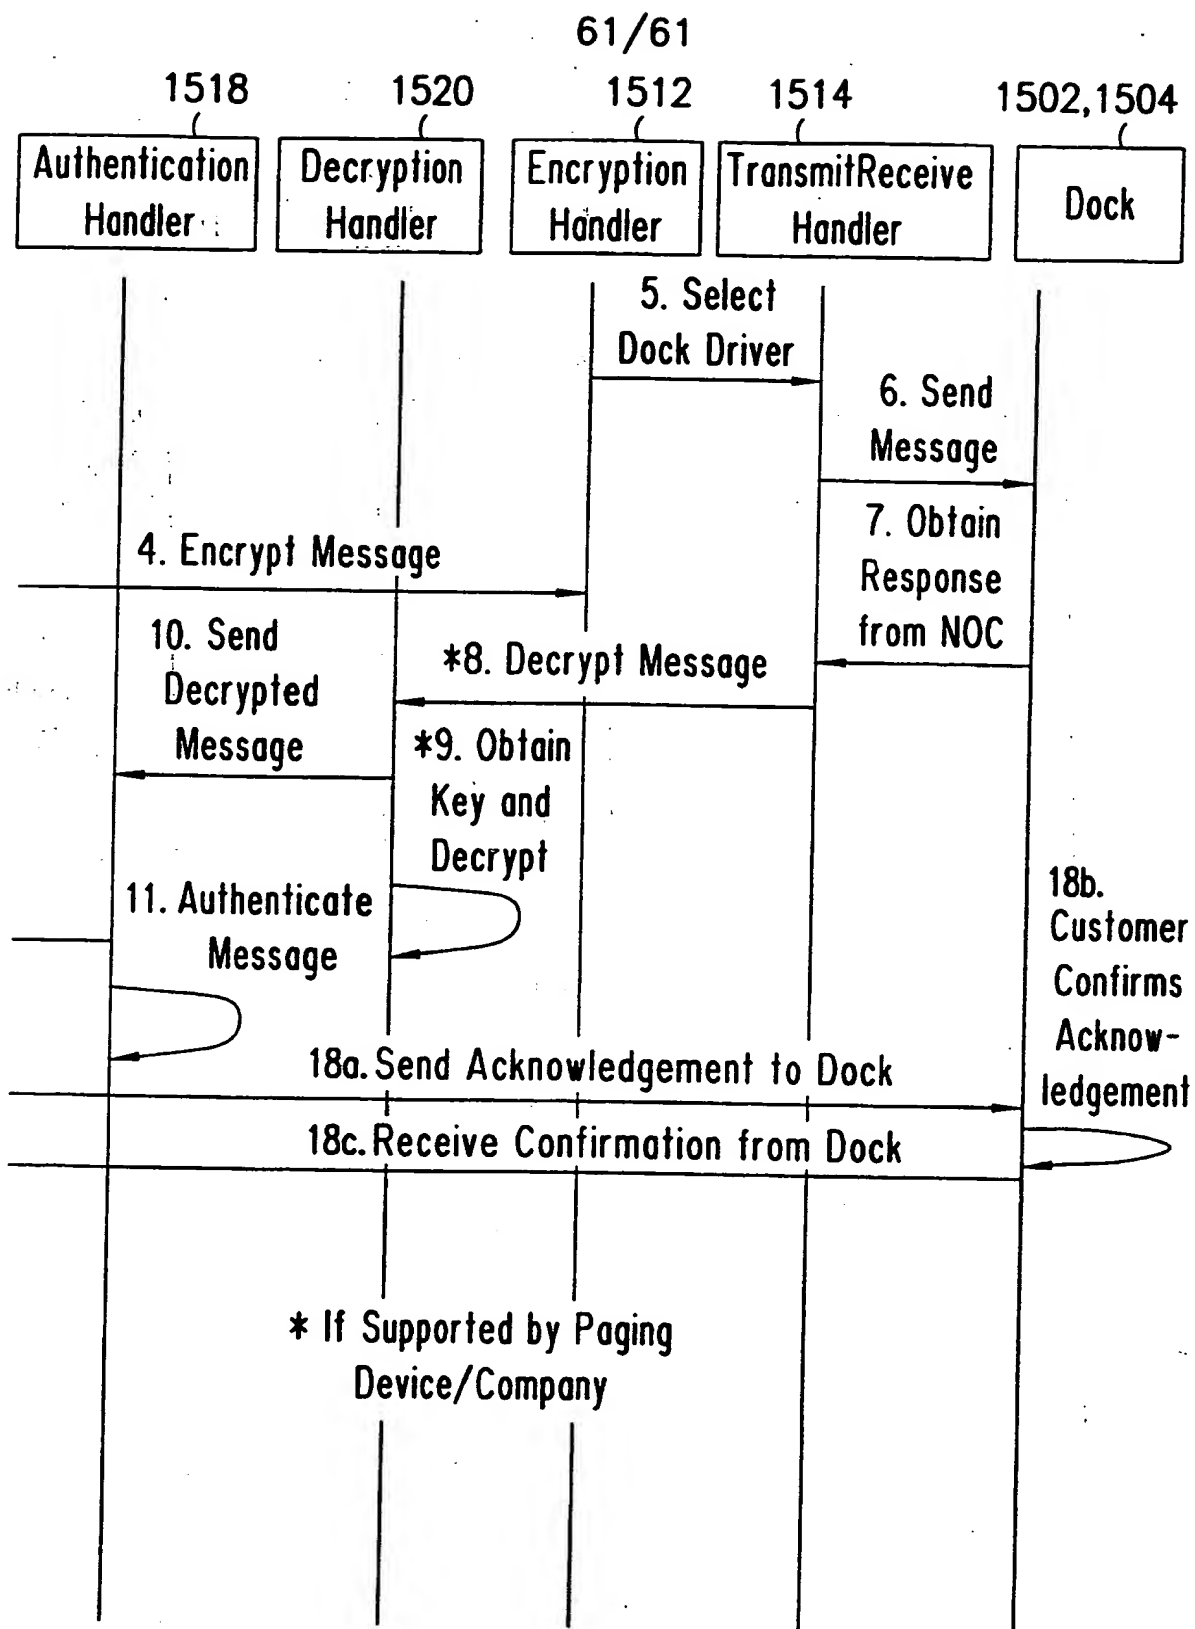 61/61
1518
1520
1512
1514
1502,1504
Authentication
Handler
Decryption
Handler
Encryption
Handler
TransmitReceive
Handler
Dock
5. Select
Dock Driver
6. Send
Message
7. Obtain
Response
from NOC
4. Encrypt Message
10. Send
Decrypted
Message
*8. Decrypt Message
*9. Obtain
Key and
Decrypt
11. Authenticate
Message
18b.
Customer
Confirms
Acknow-
ledgement
18a. Send Acknowledgement to Dock
18c. Receive Confirmation from Dock
* If Supported by Paging
Device/Company